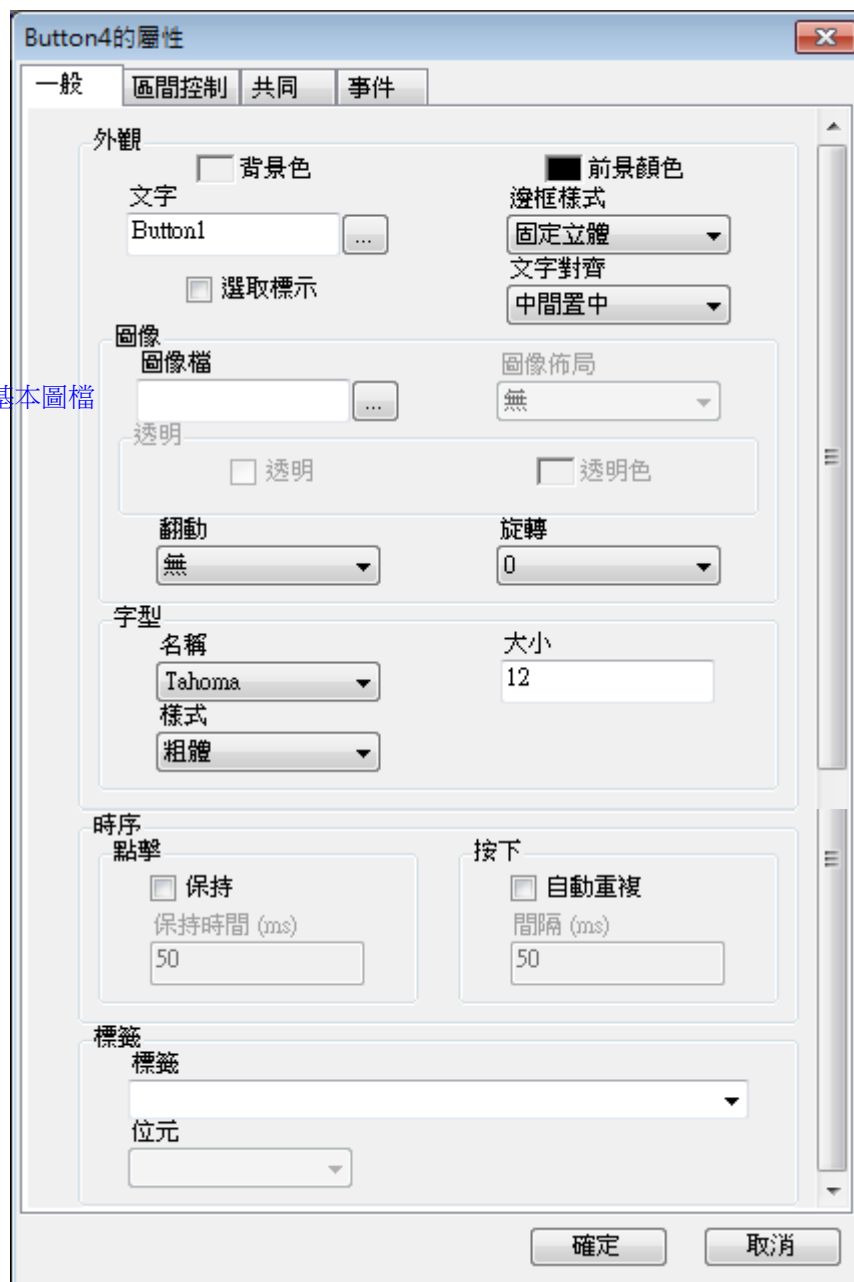 Button4的屬性
一般 區間控制 共同 事件
外觀
背景色 前景顏色
文字 邊框樣式
Button1 ... 固定立體
文字對齊
選取標示 中間置中
圖像
圖像檔 圖像佈局
本圖檔 ... 無
透明
透明 透明色
翻動 旋轉
無 0
字型
名稱 大小
Tahoma 12
樣式
粗體
時序
點擊 按下
保持 自動重複
保持時間 (ms) 間隔 (ms)
50 50
標籤
標籤
位元
確定 取消